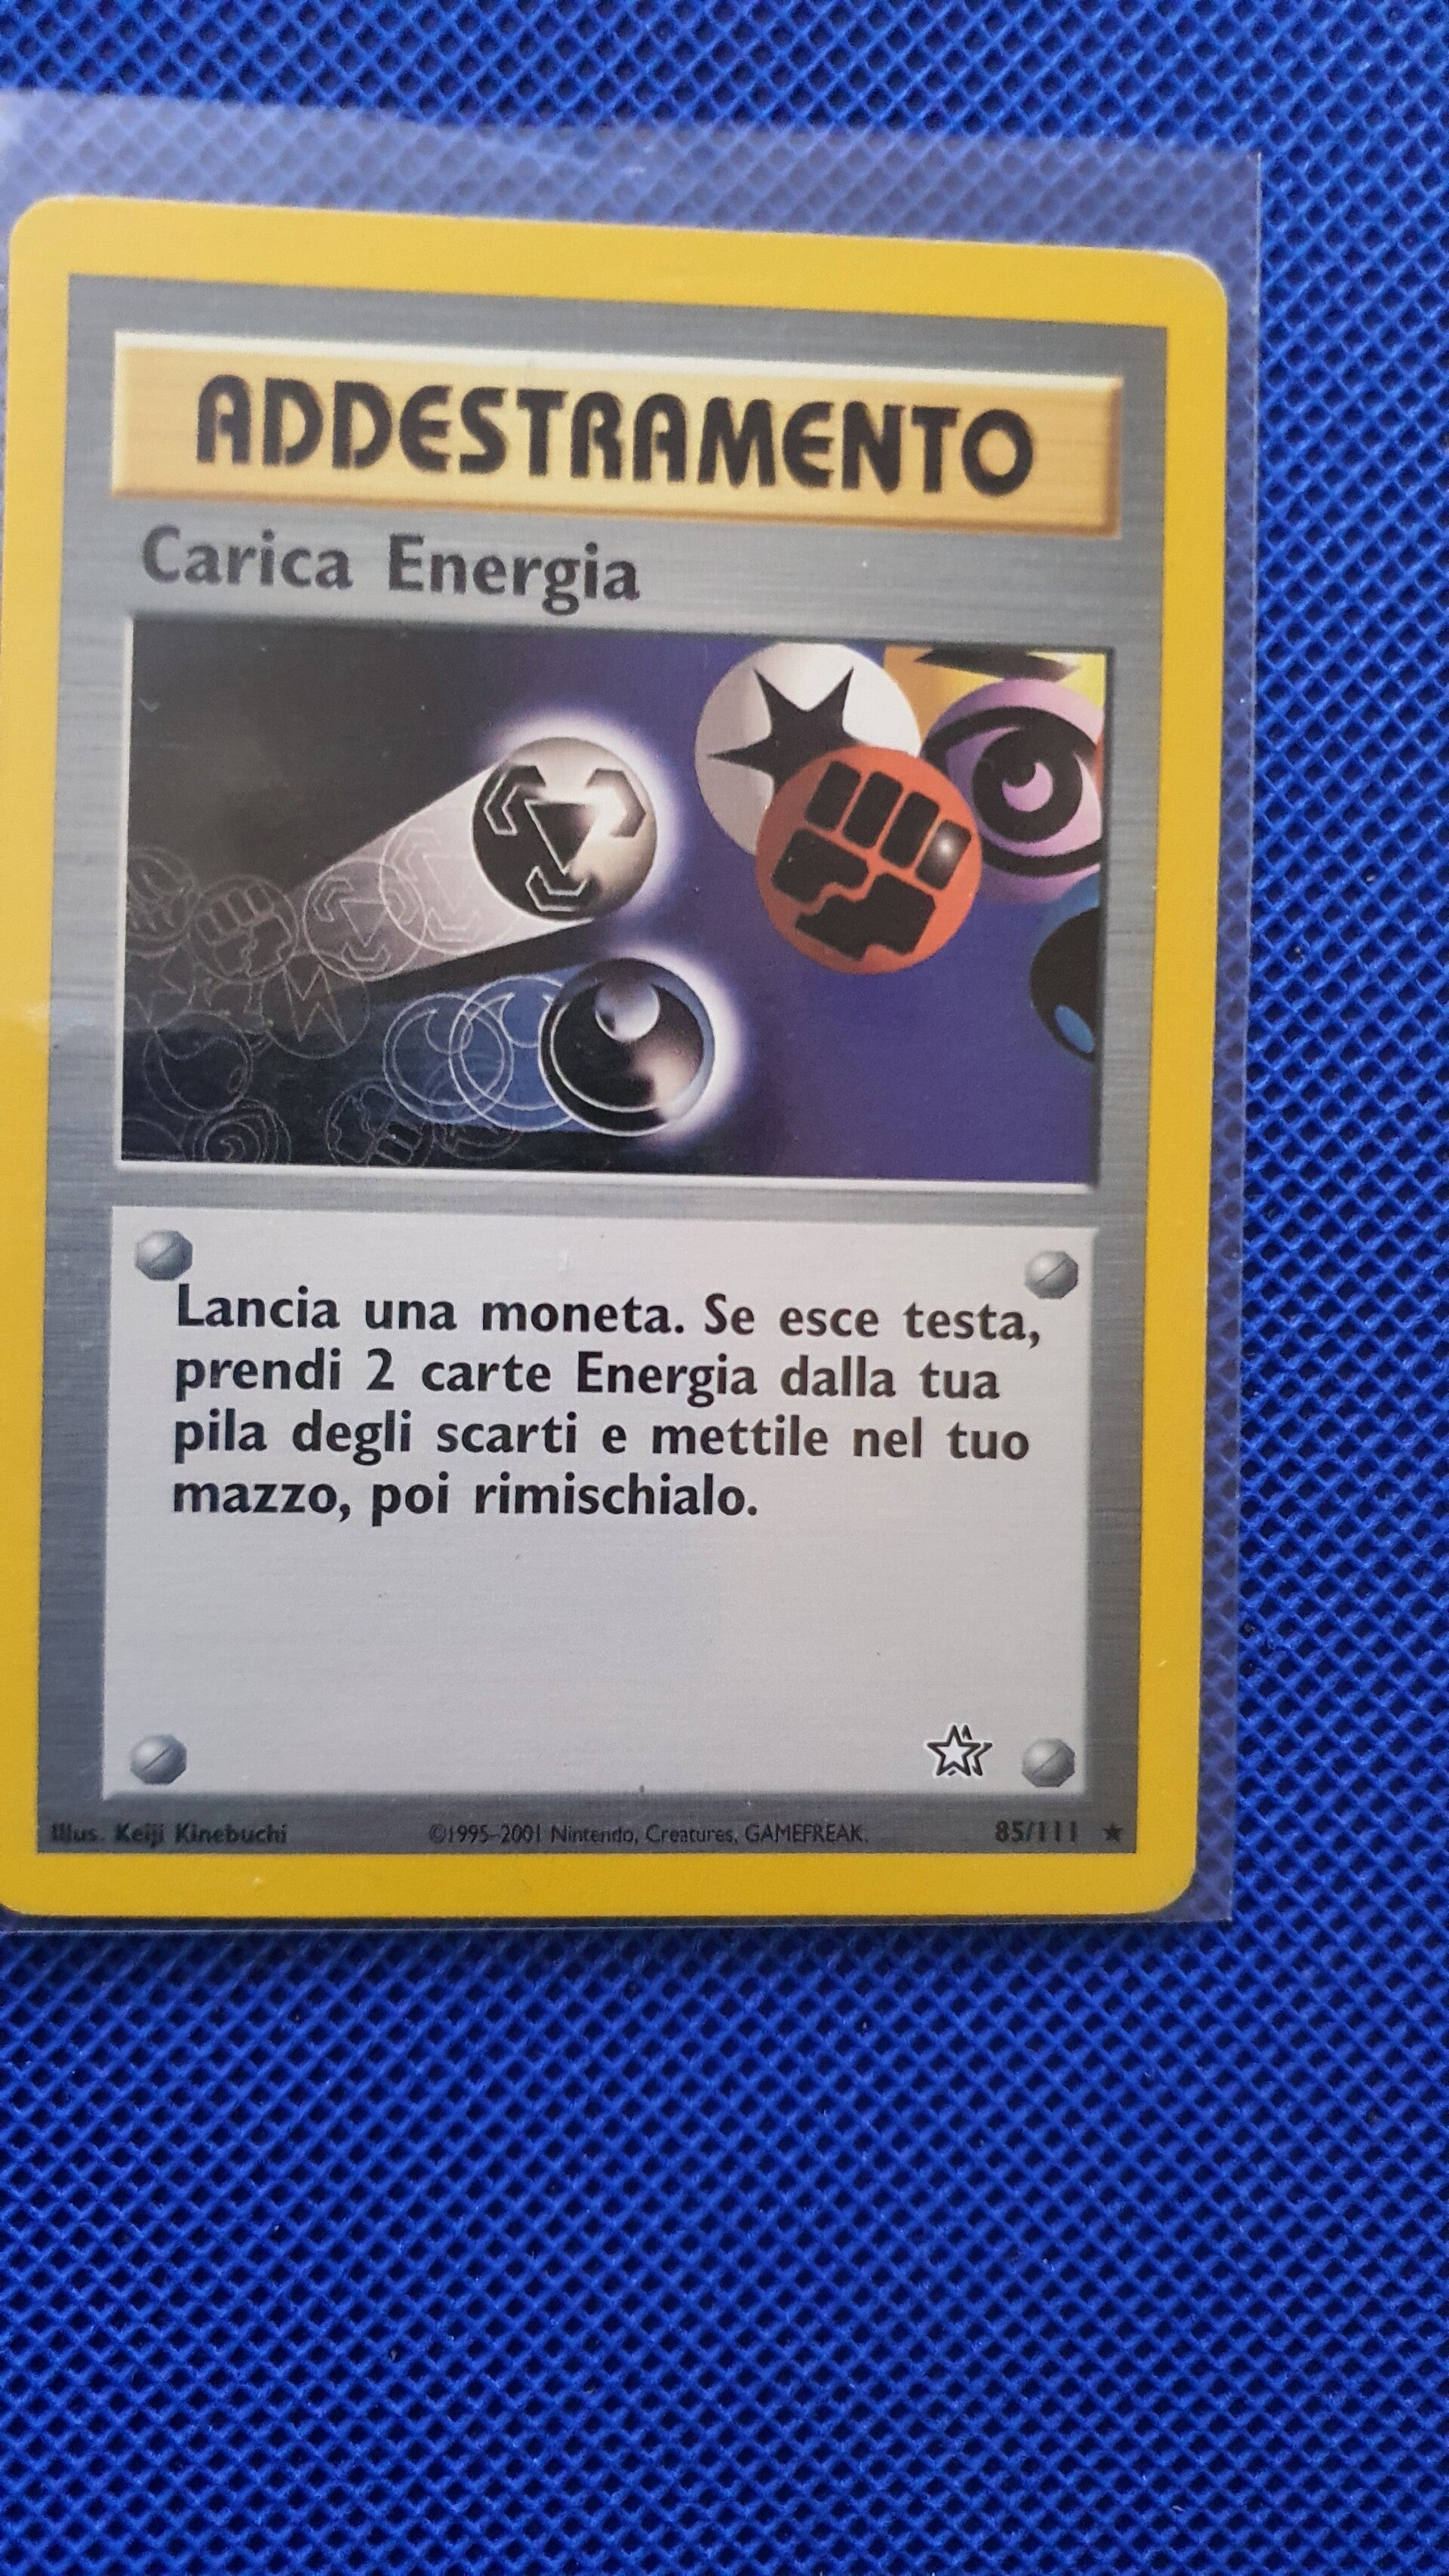 ADDESTRAMENTO
Carica Energia
Lancia una moneta. Se esce testa,
prendi 2 carte Energia dalla tua
pila degli scarti e mettile nel tuo
mazzo, poi rimischialo.
Illus. Keiji Kinebuchi ©1995-2001 Nintendo, Creatures, GAMEFREAK. 85/111 ★